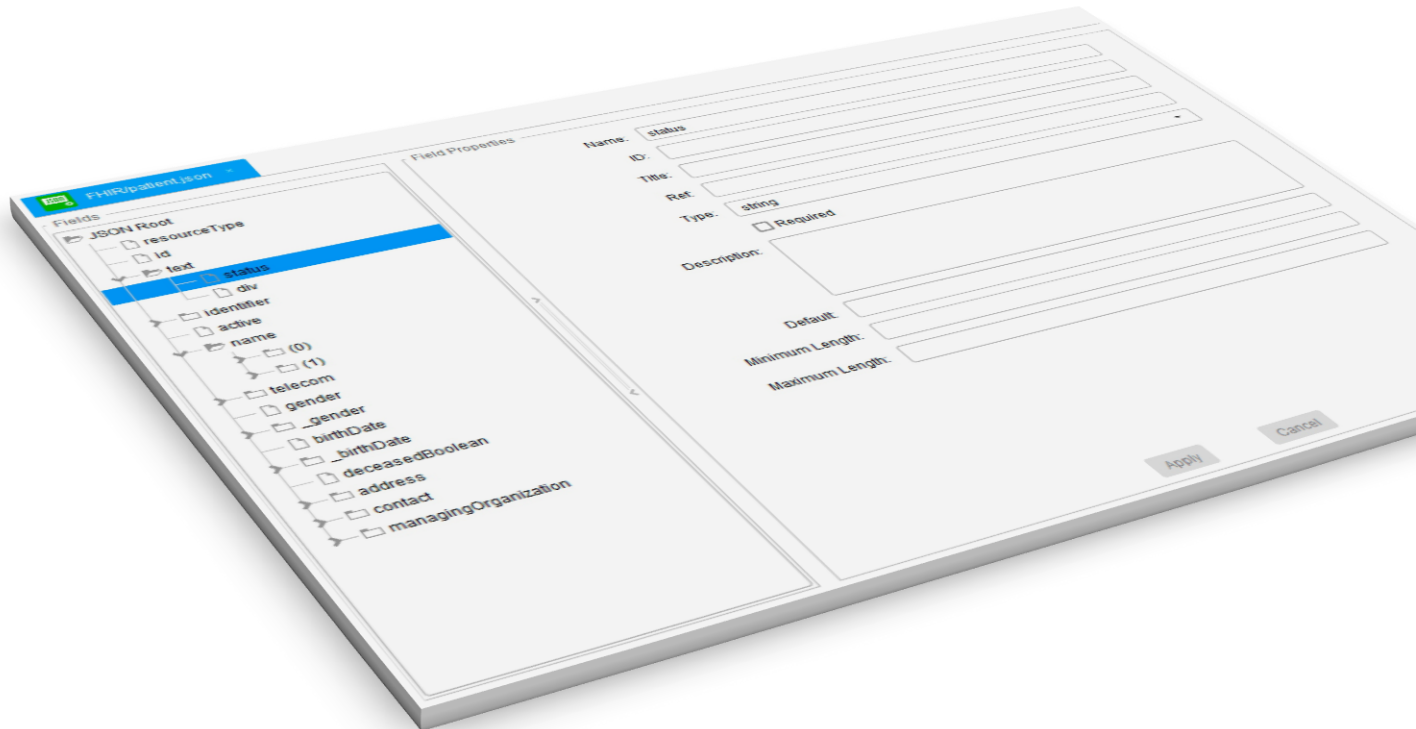 FHIR/patient.json
Fields
JSON Root
resourceType
id
text
status
div
identifier
active
name
(0)
(1)
telecom
gender
_gender
birthDate
_birthDate
deceasedBoolean
address
contact
managingOrganization
Field Properties
Name: status
ID:
Title:
Ref:
Type: string
Required
Description:
Default:
Minimum Length:
Maximum Length:
Apply Cancel